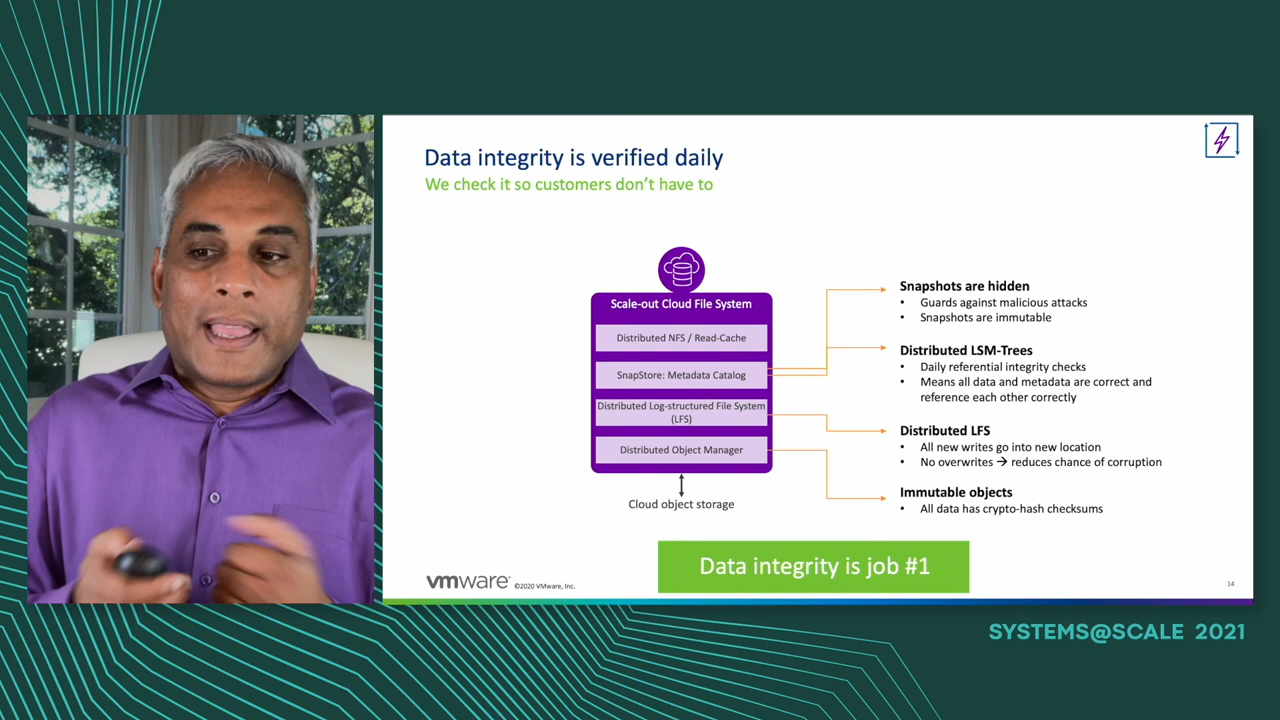 Data integrity is verified daily
We check it so customers don't have to
Scale-out Cloud File System
Distributed NFS / Read-Cache
SnapStore: Metadata Catalog
Distributed Log-structured File System
(LFS)
Distributed Object Manager
Cloud object storage
Snapshots are hidden
• Guards against malicious attacks
• Snapshots are immutable
Distributed LSM-Trees
• Daily referential integrity checks
• Means all data and metadata are correct and
reference each other correctly
Distributed LFS
• All new writes go into new location
• No overwrites → reduces chance of corruption
Immutable objects
• All data has crypto-hash checksums
Data integrity is job #1
vmware® ©2020 VMware, Inc.
14
SYSTEMS@SCALE 2021